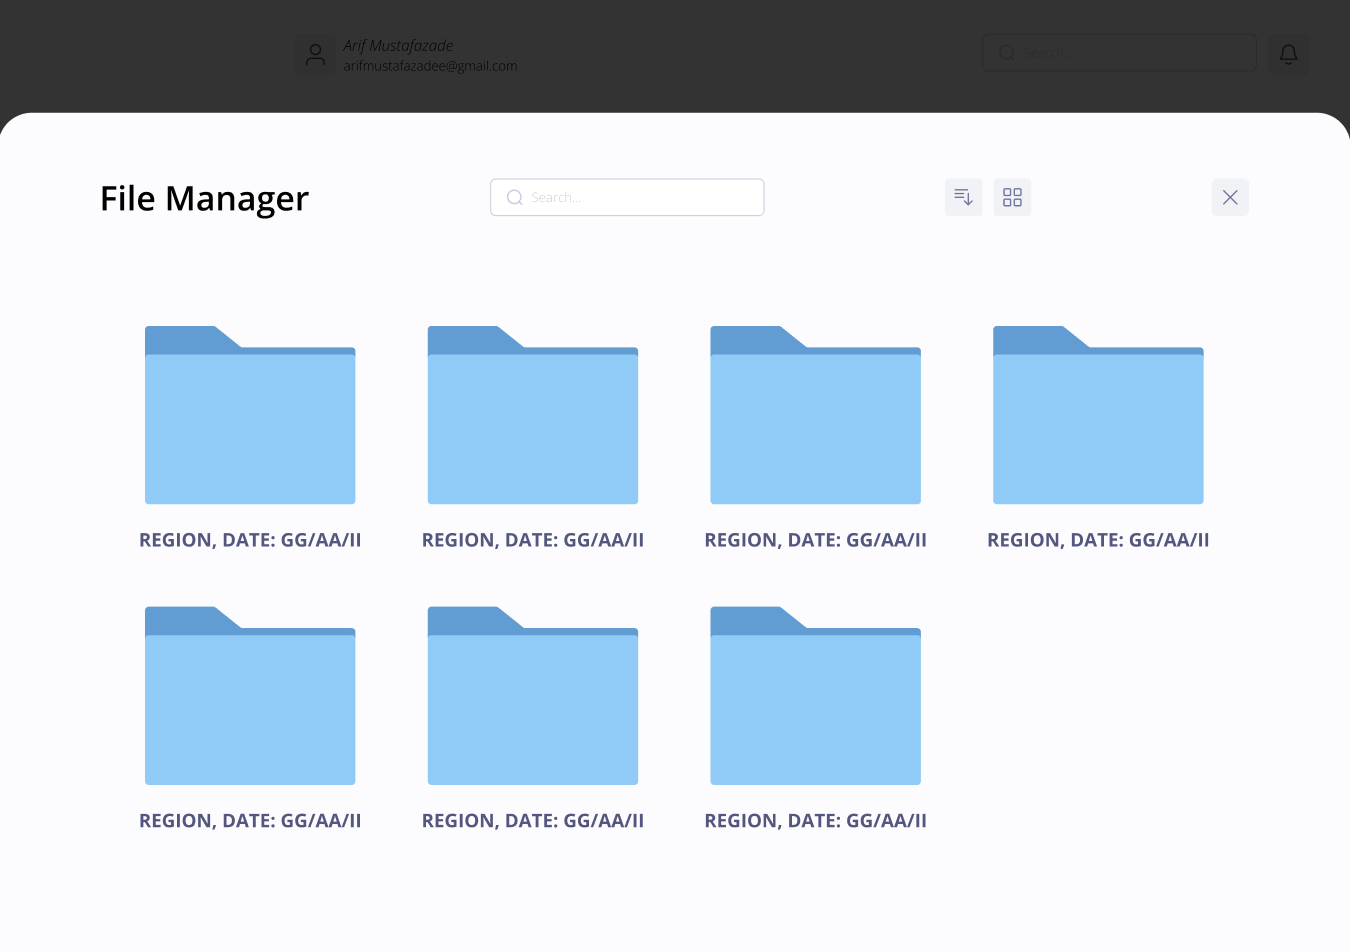 Arif Mustafazade
arifmustafazadee@gmail.com
Search...
File Manager
Search...
REGION, DATE: GG/AA/II
REGION, DATE: GG/AA/II
REGION, DATE: GG/AA/II
REGION, DATE: GG/AA/II
REGION, DATE: GG/AA/II
REGION, DATE: GG/AA/II
REGION, DATE: GG/AA/II